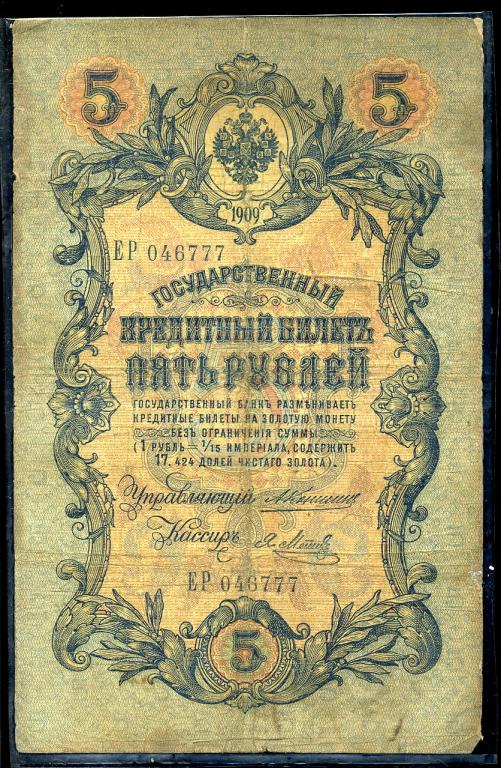 5 5
1909
ЕР 046777
ГОСУДАРСТВЕННЫЙ
КРЕДИТНЫЙ БИЛЕТЪ
ПЯТЬ РУБЛЕЙ
ГОСУДАРСТВЕННЫЙ БАНКЪ РАЗМѢНИВАЕТЪ
КРЕДИТНЫЕ БИЛЕТЫ НА ЗОЛОТУЮ МОНЕТУ
БЕЗЪ ОГРАНИЧЕНІЯ СУММЫ
(1 РУБЛЬ = 1/15 ИМПЕРІАЛА, СОДЕРЖИТЪ
17.424 ДОЛЕЙ ЧИСТАГО ЗОЛОТА).
Управляющій
Кассиръ
ЕР 046777
5